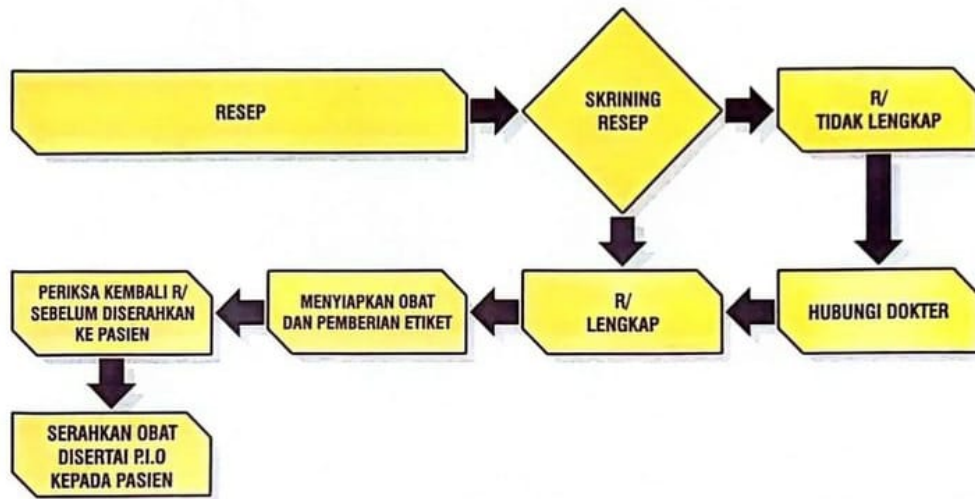 RESEP
SKRINING
RESEP
R/
TIDAK LENGKAP
HUBUNGI DOKTER
R/
LENGKAP
MENYIAPKAN OBAT
DAN PEMBERIAN ETIKET
PERIKSA KEMBALI R/
SEBELUM DISERAHKAN
KE PASIEN
SERAHKAN OBAT
DISERTAI P.I.O
KEPADA PASIEN